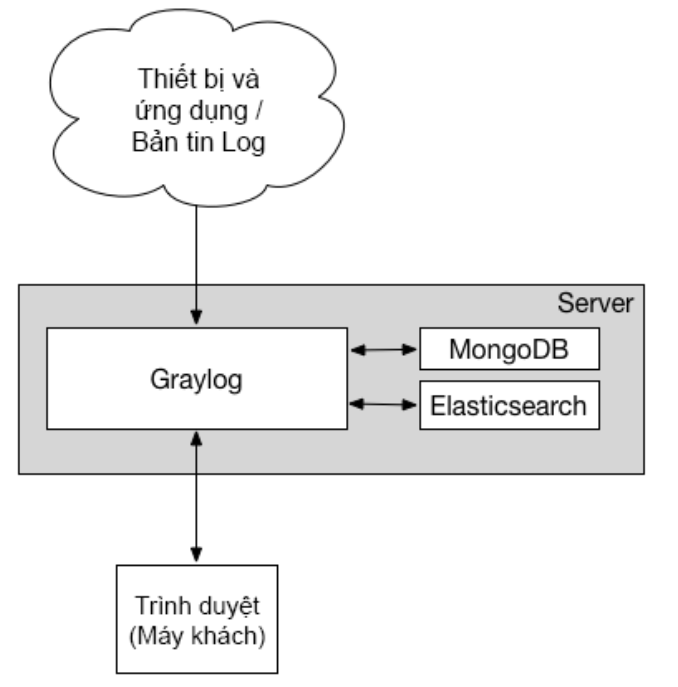 Thiết bị và
ứng dụng /
Bản tin Log
Server
MongoDB
Graylog
Elasticsearch
Trình duyệt
(Máy khách)